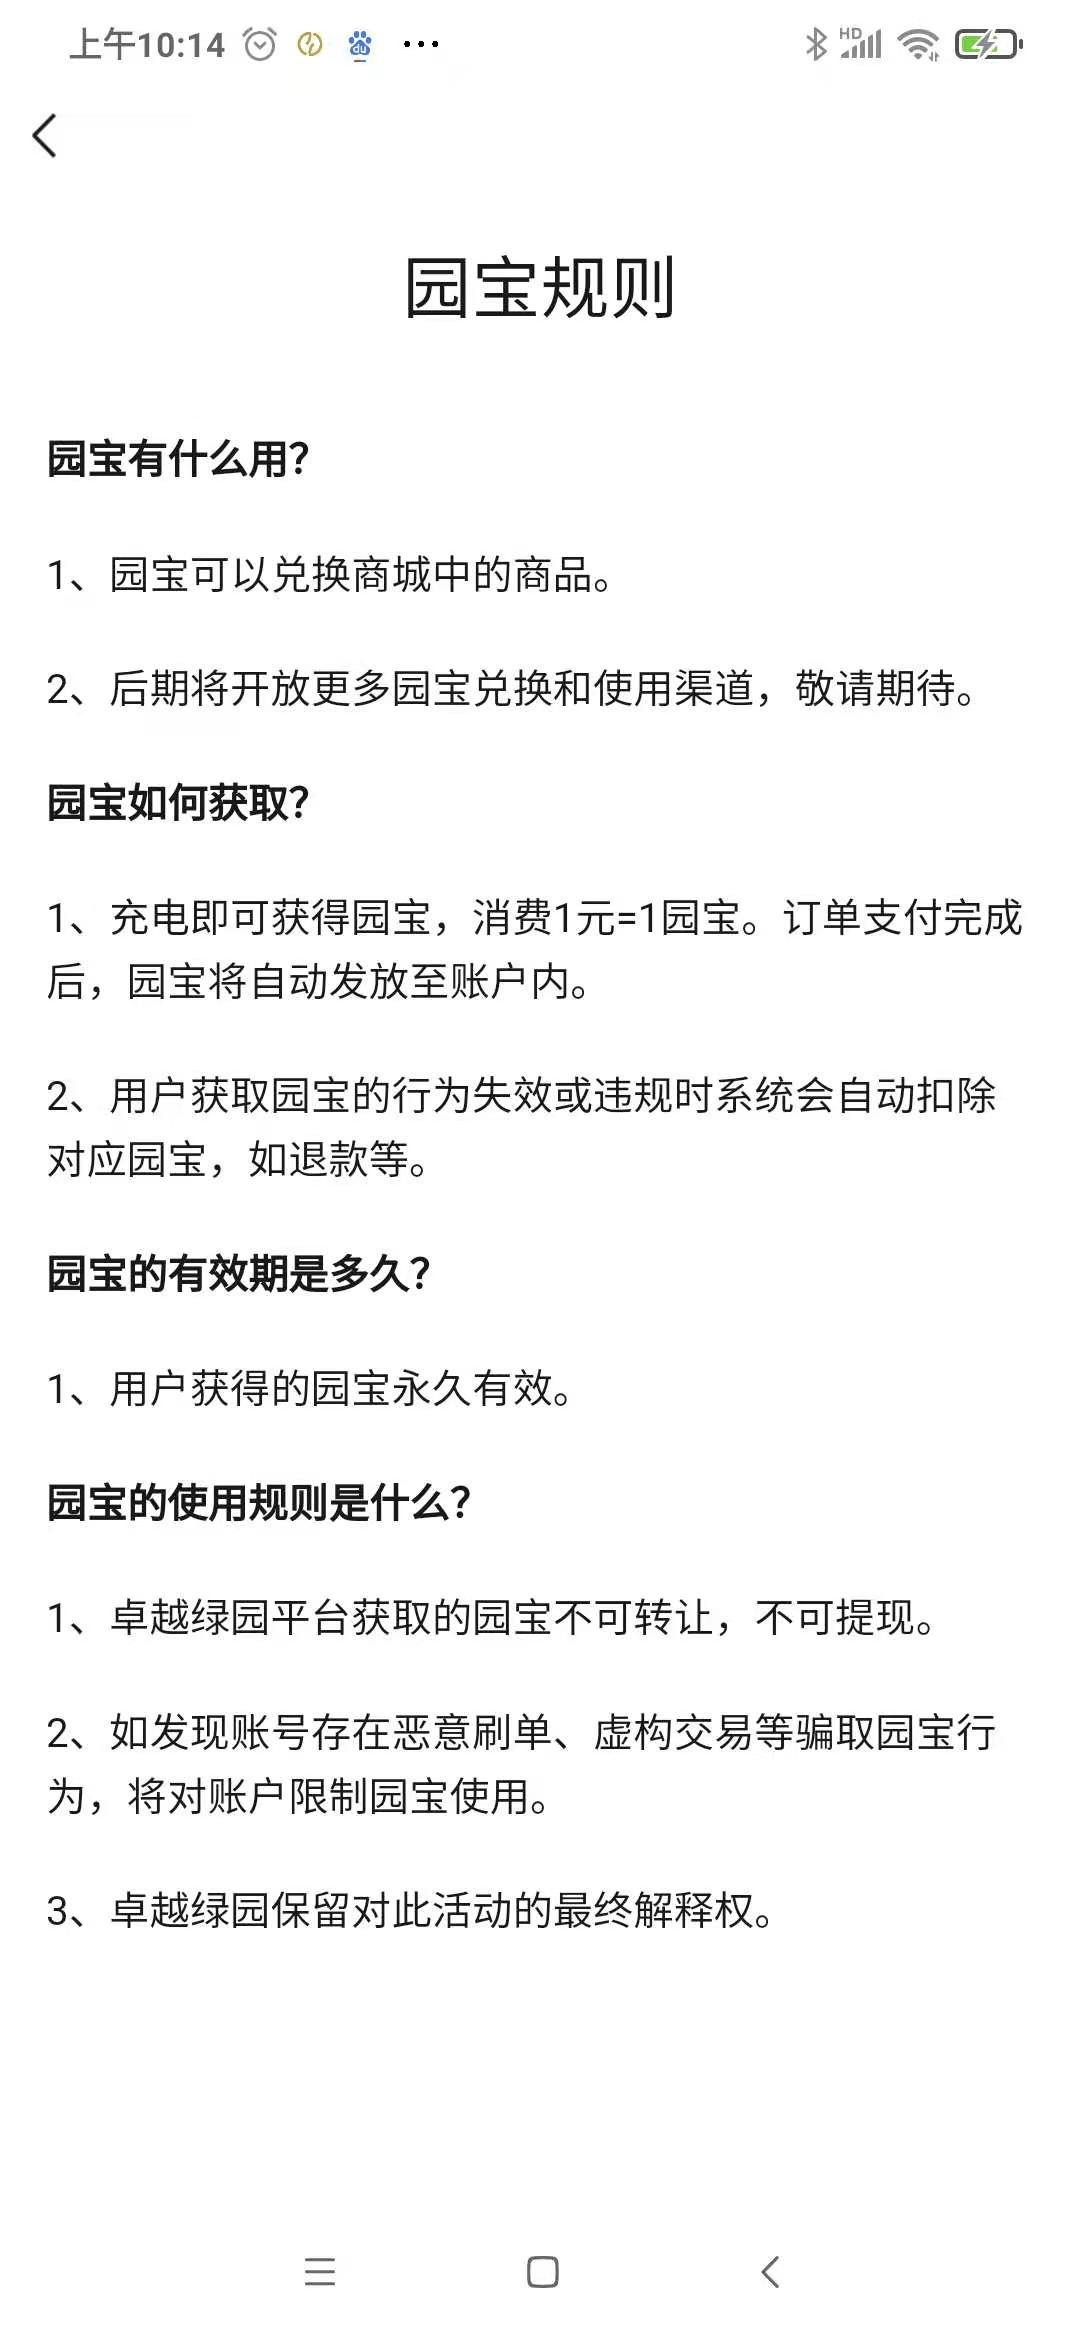 上午10:14
HD
园宝规则
园宝有什么用?
1、园宝可以兑换商城中的商品。
2、后期将开放更多园宝兑换和使用渠道，敬请期待。
园宝如何获取?
1、充电即可获得园宝，消费1元=1园宝。订单支付完成
后，园宝将自动发放至账户内。
2、用户获取园宝的行为失效或违规时系统会自动扣除
对应园宝，如退款等。
园宝的有效期是多久?
1、用户获得的园宝永久有效。
园宝的使用规则是什么?
1、卓越绿园平台获取的园宝不可转让，不可提现。
2、如发现账号存在恶意刷单、虚构交易等骗取园宝行
为，将对账户限制园宝使用。
3、卓越绿园保留对此活动的最终解释权。